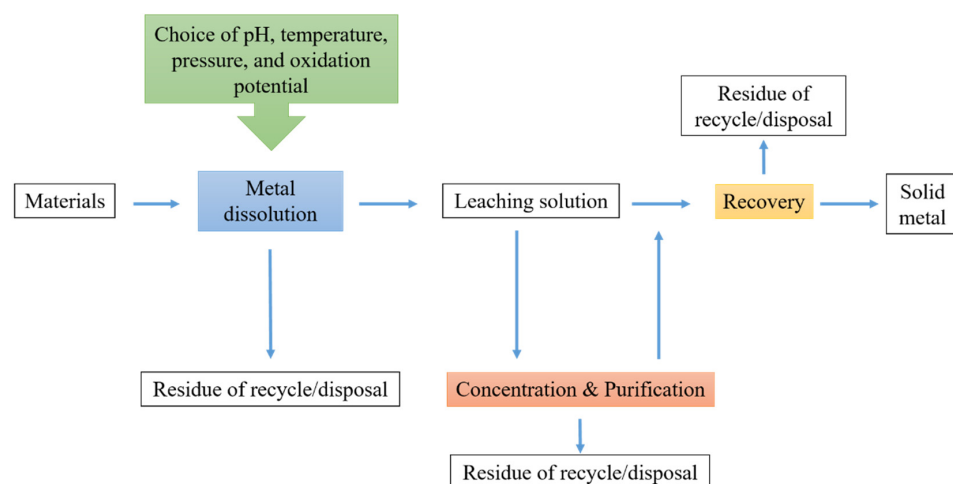 Choice of pH, temperature,
pressure, and oxidation
potential
Residue of
recycle/disposal
Materials
Metal
dissolution
Leaching solution
Recovery
Solid
metal
Residue of recycle/disposal
Concentration & Purification
Residue of recycle/disposal